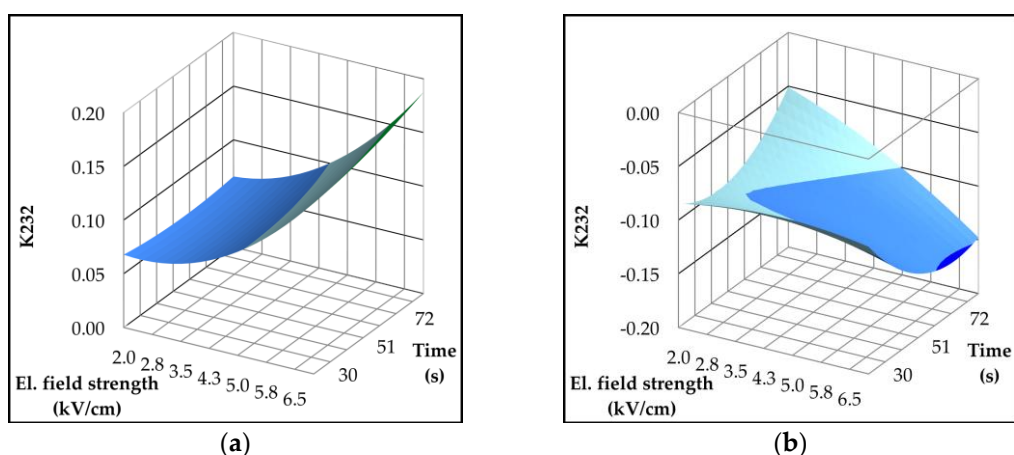 0.20
0.15
0.10
0.05
0.00
K232
2.0 2.8 3.5 4.3 5.0 5.8 6.5
El. field strength
(kV/cm)
30 51 72
Time
(s)
(a)
0.00
-0.05
-0.10
-0.15
-0.20
K232
2.0 2.8 3.5 4.3 5.0 5.8 6.5
El. field strength
(kV/cm)
30 51 72
Time
(s)
(b)